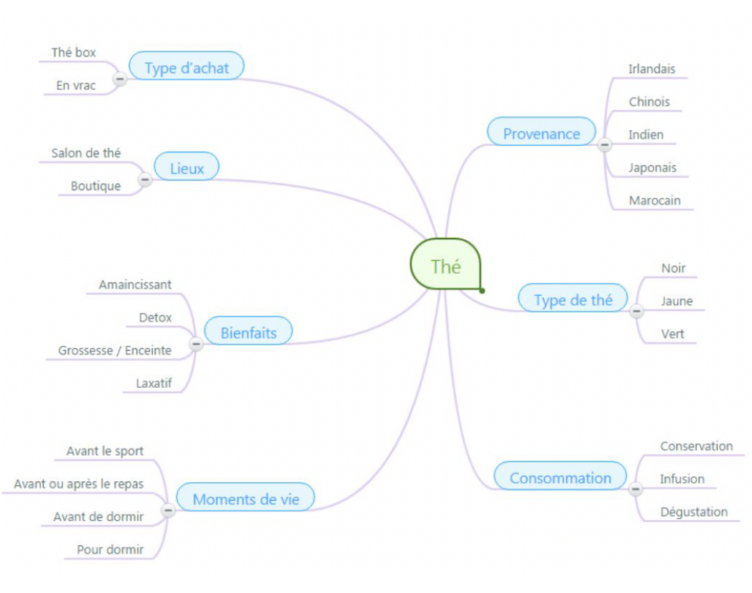 Thé
Type d'achat
Thé box
En vrac
Lieux
Salon de thé
Boutique
Bienfaits
Amaincissant
Detox
Grossesse / Enceinte
Laxatif
Moments de vie
Avant le sport
Avant ou après le repas
Avant de dormir
Pour dormir
Provenance
Irlandais
Chinois
Indien
Japonais
Marocain
Type de thé
Noir
Jaune
Vert
Consommation
Conservation
Infusion
Dégustation